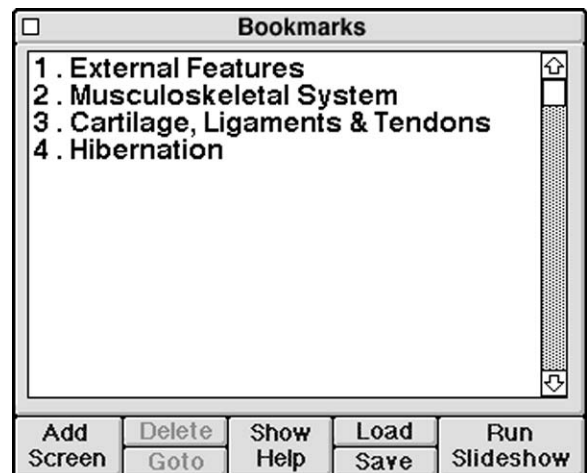 Bookmarks
1 . External Features
2 . Musculoskeletal System
3 . Cartilage, Ligaments & Tendons
4 . Hibernation
Add Screen
Delete
Goto
Show Help
Load
Save
Run Slideshow